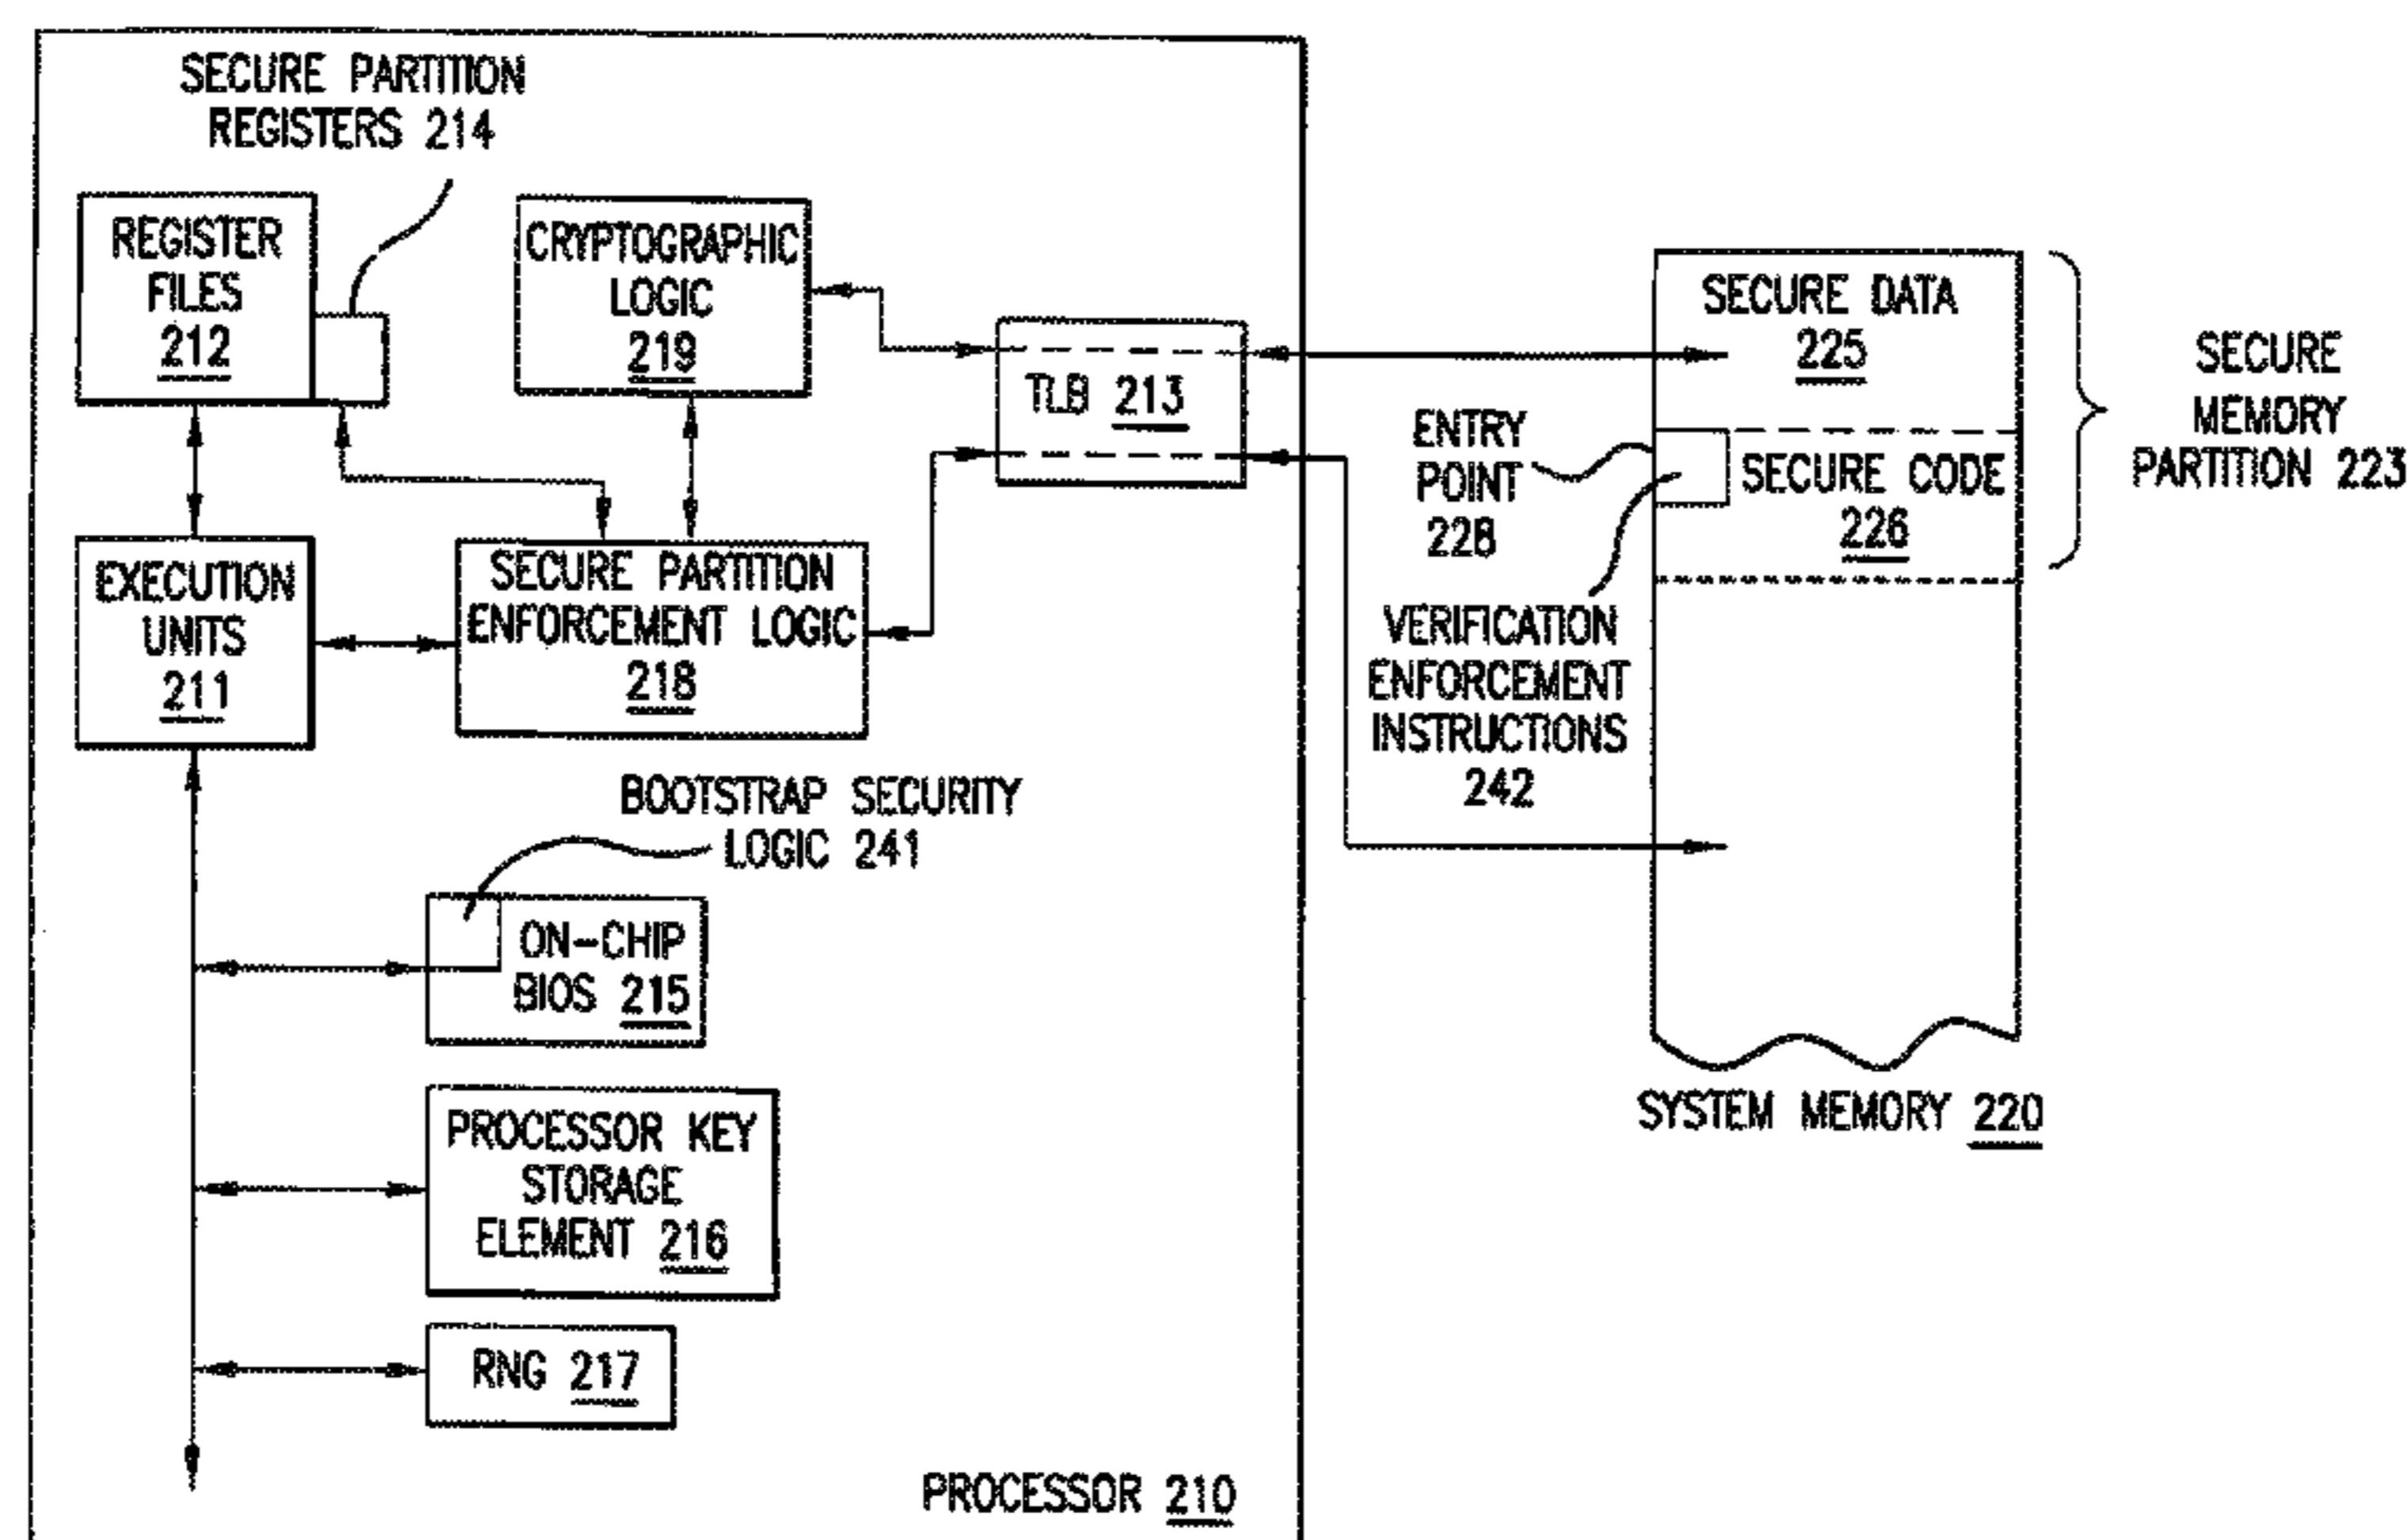 SECURE PARTITION
REGISTERS 214
REGISTER
FILES
212
CRYPTOGRAPHIC
LOGIC
219
TLB 213
SECURE DATA
225
SECURE
MEMORY
PARTITION 223
ENTRY
POINT
228
SECURE CODE
226
EXECUTION
UNITS
211
SECURE PARTITION
ENFORCEMENT LOGIC
218
VERIFICATION
ENFORCEMENT
INSTRUCTIONS
242
BOOTSTRAP SECURITY
LOGIC 241
ON-CHIP
BIOS 215
PROCESSOR KEY
STORAGE
ELEMENT 216
SYSTEM MEMORY 220
RNG 217
PROCESSOR 210